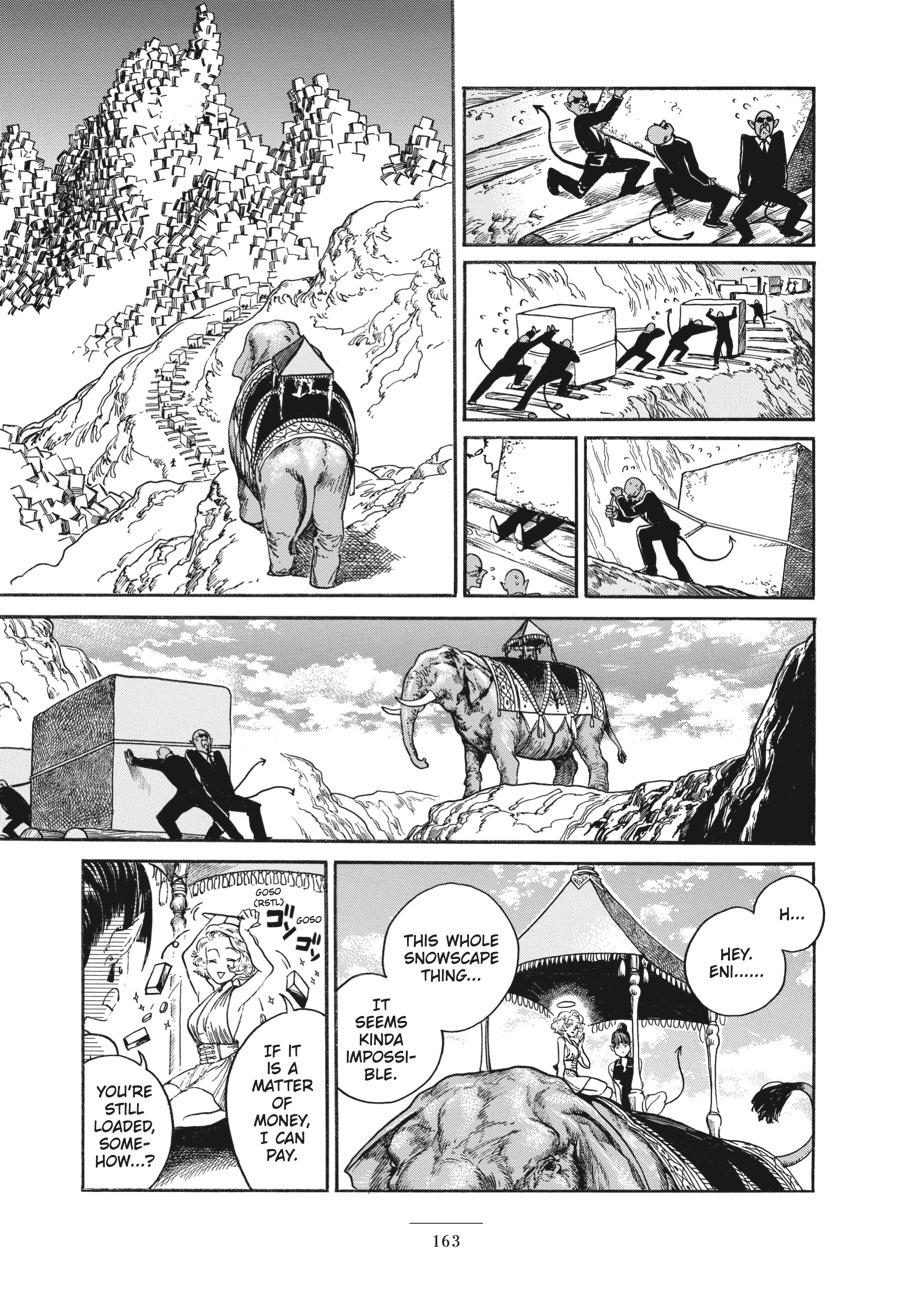 H...
HEY.
ENI......
THIS WHOLE
SNOWSCAPE
THING...
IT
SEEMS
KINDA
IMPOSSI-
BLE.
GOSO
(RSTL)
ゴソ
GOSO
ゴソ
IF IT
IS A
MATTER
OF
MONEY,
I CAN
PAY.
YOU'RE
STILL
LOADED,
SOME-
HOW...?
163